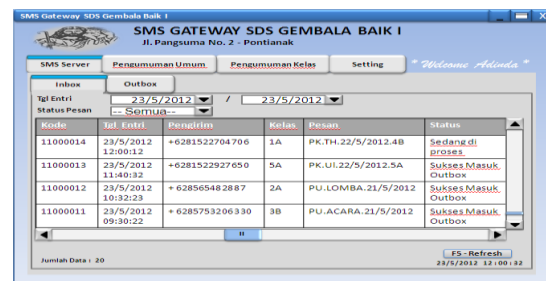 SMS Gateway SDS Gembala Baik I
SMS GATEWAY SDS GEMBALA BAIK I
Jl. Pangsuma No. 2 - Pontianak
SMS Server Pengumuman Umum Pengumuman Kelas Setting * Welcome Adinda *
Inbox Outbox
Tgl Entri 23/5/2012 / 23/5/2012
Status Pesan -- Semua--
Kode Tgl. Entri Pengirim Kelas Pesan Status
11000014 23/5/2012 +6281522704706 1A PK.TH.22/5/2012.4B Sedang di
12:00:12 proses
11000013 23/5/2012 +6281522927650 5A PK.UI.22/5/2012.5A Sukses Masuk
11:40:32 Outbox
11000012 23/5/2012 + 628565482887 2A PU.LOMBA.21/5/2012 Sukses Masuk
10:32:23 Outbox
11000011 23/5/2012 + 6285753206330 3B PU.ACARA.21/5/2012 Sukses Masuk
09:30:22 Outbox
Jumlah Data : 20 F5 - Refresh
23/5/2012 12:00:32